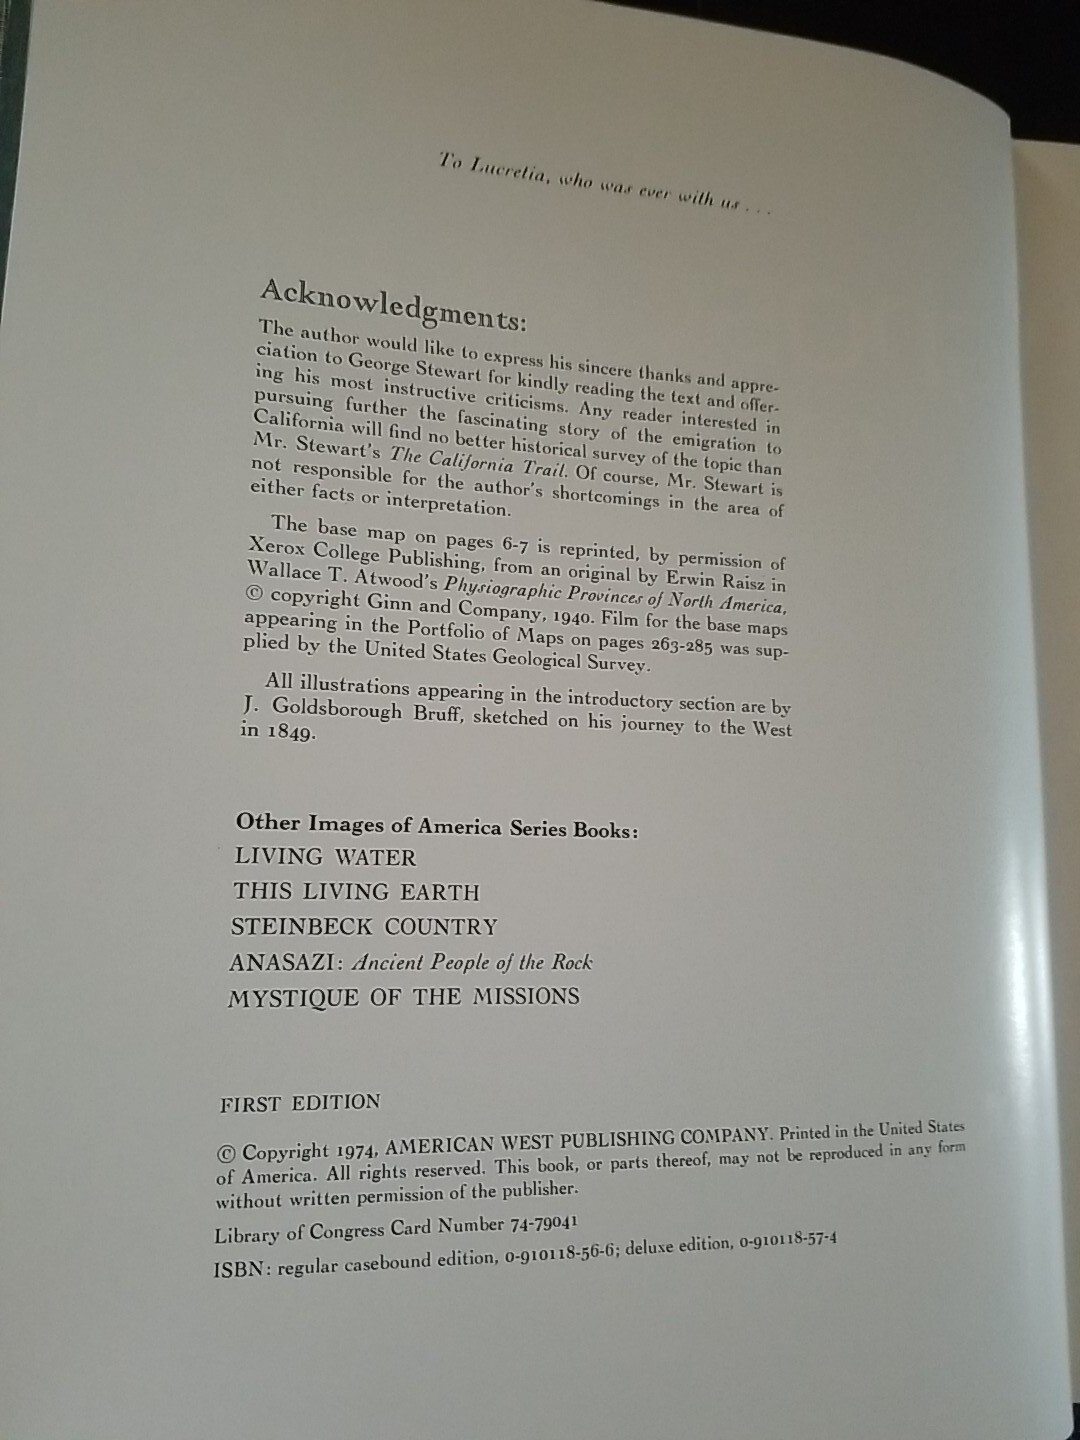 To Lucretia, who was ever with us . . .
Acknowledgments:
The author would like to express his sincere thanks and appre-
ciation to George Stewart for kindly reading the text and offer-
ing his most instructive criticisms. Any reader interested in
pursuing further the fascinating story of the emigration to
California will find no better historical survey of the topic than
Mr. Stewart's The California Trail. Of course, Mr. Stewart is
not responsible for the author's shortcomings in the area of
either facts or interpretation.
The base map on pages 6-7 is reprinted, by permission of
Xerox College Publishing, from an original by Erwin Raisz in
Wallace T. Atwood's Physiographic Provinces of North America,
© copyright Ginn and Company, 1940. Film for the base maps
appearing in the Portfolio of Maps on pages 263-285 was sup-
plied by the United States Geological Survey.
All illustrations appearing in the introductory section are by
J. Goldsborough Bruff, sketched on his journey to the West
in 1849.
Other Images of America Series Books:
LIVING WATER
THIS LIVING EARTH
STEINBECK COUNTRY
ANASAZI: Ancient People of the Rock
MYSTIQUE OF THE MISSIONS
FIRST EDITION
© Copyright 1974, AMERICAN WEST PUBLISHING COMPANY. Printed in the United States
of America. All rights reserved. This book, or parts thereof, may not be reproduced in any form
without written permission of the publisher.
Library of Congress Card Number 74-79041
ISBN: regular casebound edition, 0-910118-56-6; deluxe edition, 0-910118-57-4